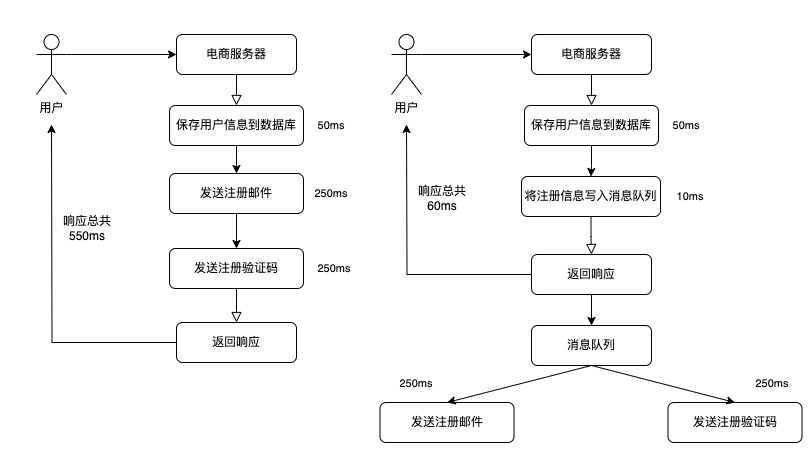 电商服务器
用户
保存用户信息到数据库
50ms
发送注册邮件
250ms
响应总共
550ms
发送注册验证码
250ms
返回响应
电商服务器
用户
保存用户信息到数据库
50ms
响应总共
60ms
将注册信息写入消息队列
10ms
返回响应
消息队列
250ms
250ms
发送注册邮件
发送注册验证码